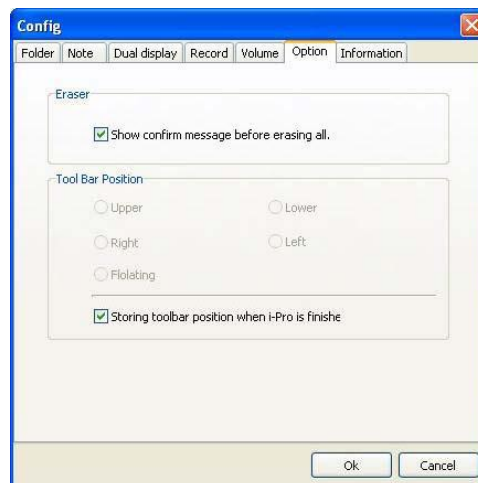 Config
Folder Note Dual display Record Volume Option Information
Eraser
Show confirm message before erasing all.
Tool Bar Position
Upper Lower
Right Left
Flolating
Storing toolbar position when i-Pro is finishe
Ok Cancel